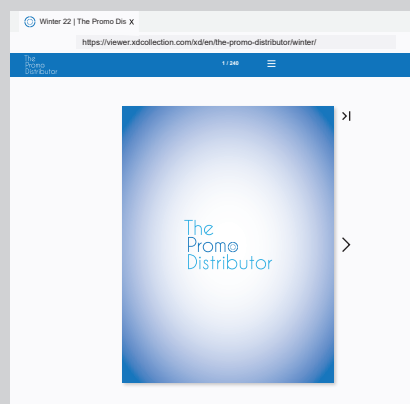 Winter 22 | The Promo Dis X
https://viewer.xdcollection.com/xd/en/the-promo-distributor/winter/
The
Promo
Distributor
1 / 240
The
Promo
Distributor